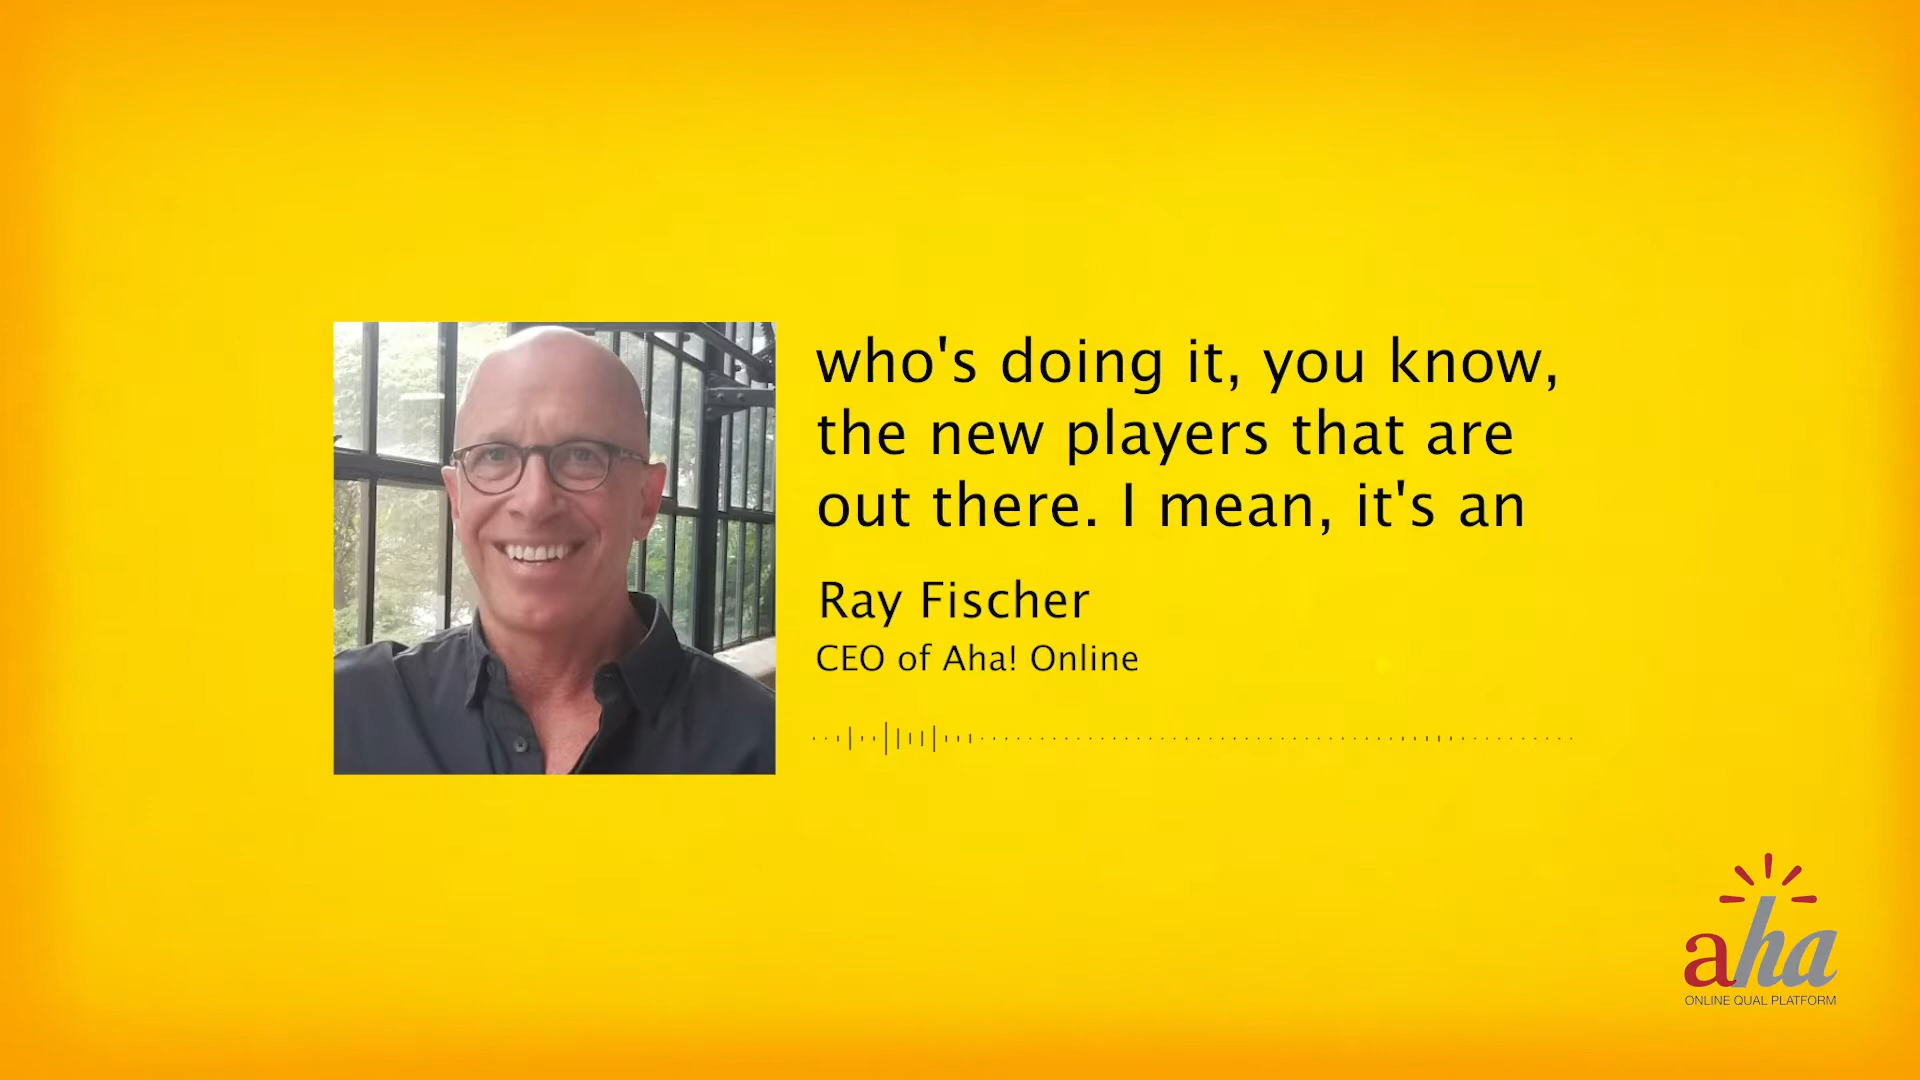 who's doing it, you know,
the new players that are
out there. I mean, it's an
Ray Fischer
CEO of Aha! Online
aha
ONLINE QUAL PLATFORM